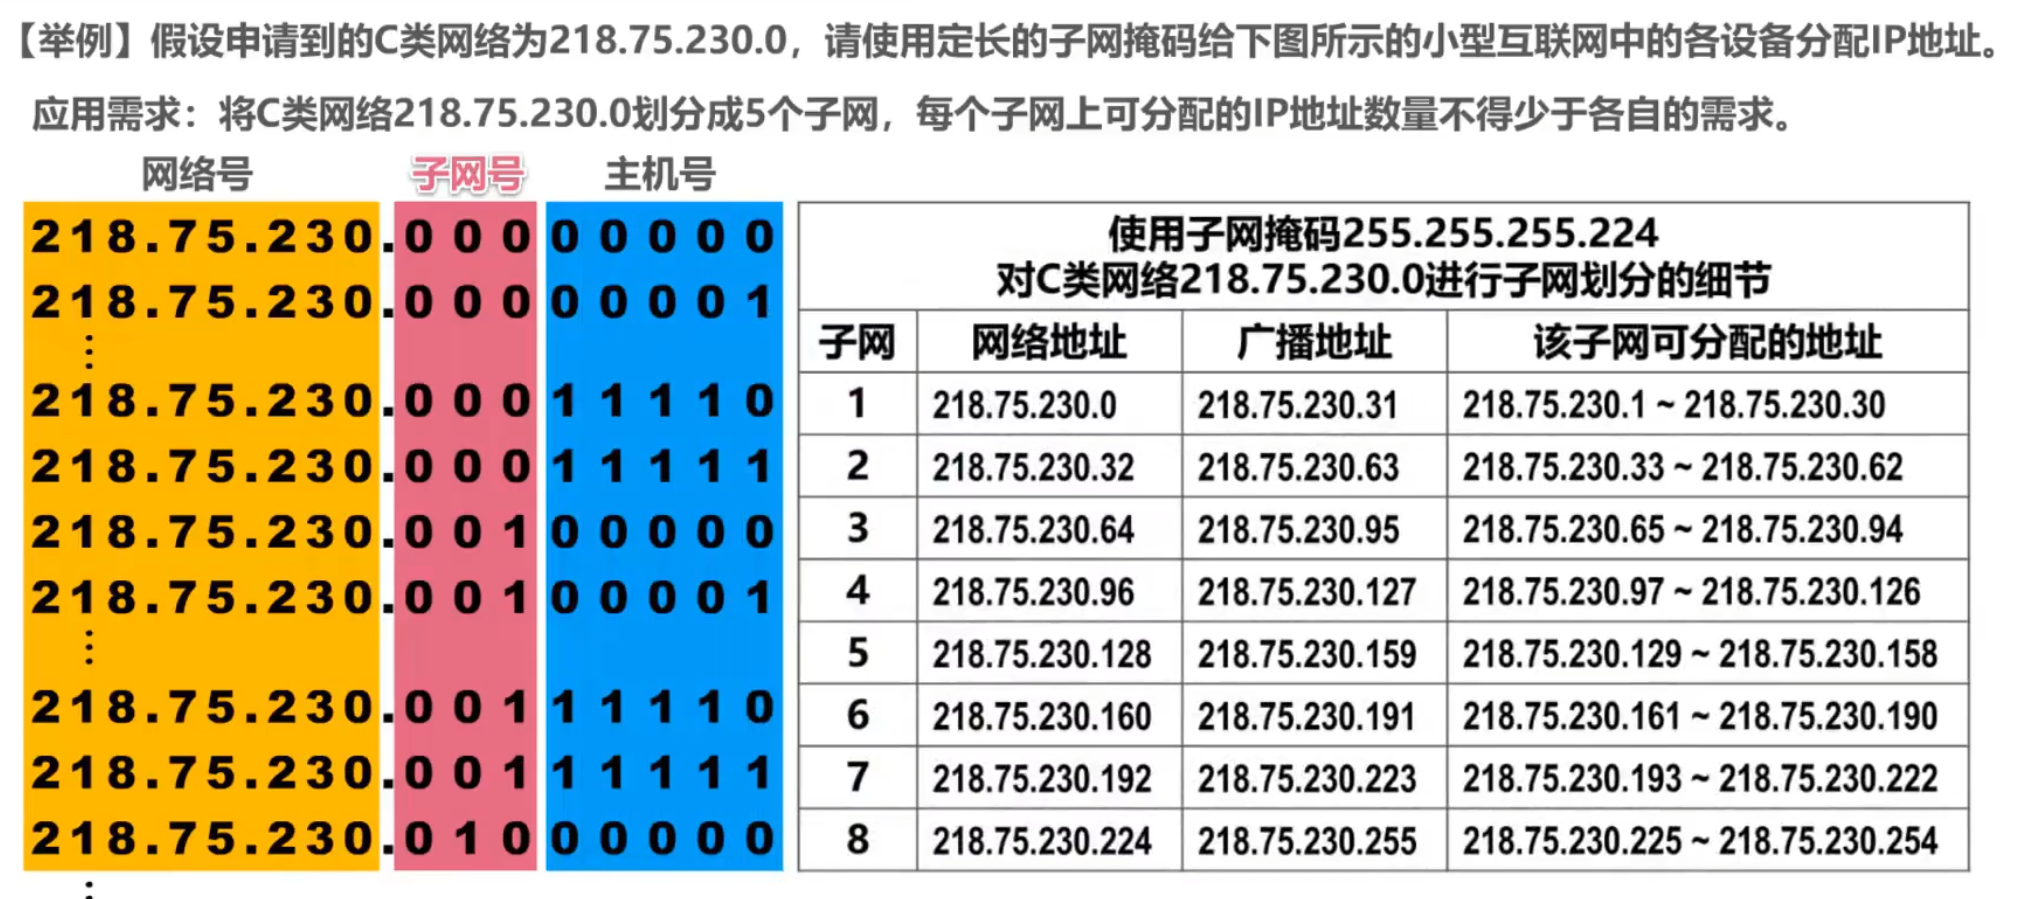 【举例】假设申请到的C类网络为218.75.230.0，请使用定长的子网掩码给下图所示的小型互联网中的各设备分配IP地址。
应用需求：将C类网络218.75.230.0划分成5个子网，每个子网上可分配的IP地址数量不得少于各自的需求。
网络号 子网号 主机号
218.75.230.000 00000
218.75.230.000 00001
⋮
218.75.230.000 11110
218.75.230.000 11111
218.75.230.001 00000
218.75.230.001 00001
⋮
218.75.230.001 11110
218.75.230.001 11111
218.75.230.010 00000
⋮
使用子网掩码255.255.255.224
对C类网络218.75.230.0进行子网划分的细节
子网 网络地址 广播地址 该子网可分配的地址
1 218.75.230.0 218.75.230.31 218.75.230.1 ~ 218.75.230.30
2 218.75.230.32 218.75.230.63 218.75.230.33 ~ 218.75.230.62
3 218.75.230.64 218.75.230.95 218.75.230.65 ~ 218.75.230.94
4 218.75.230.96 218.75.230.127 218.75.230.97 ~ 218.75.230.126
5 218.75.230.128 218.75.230.159 218.75.230.129 ~ 218.75.230.158
6 218.75.230.160 218.75.230.191 218.75.230.161 ~ 218.75.230.190
7 218.75.230.192 218.75.230.223 218.75.230.193 ~ 218.75.230.222
8 218.75.230.224 218.75.230.255 218.75.230.225 ~ 218.75.230.254